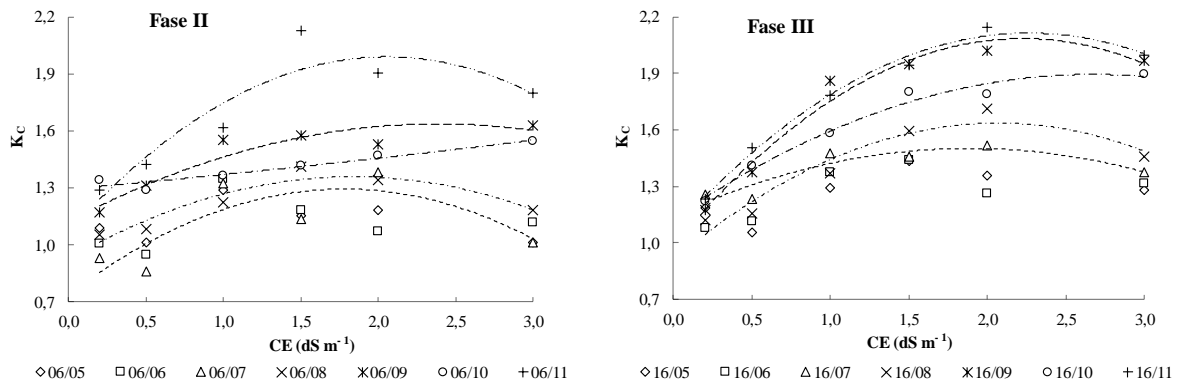 Fase II
2,2
1,9
1,6
1,3
1,0
0,7
K_C
0,0 0,5 1,0 1,5 2,0 2,5 3,0
CE (dS m⁻¹)
◇06/05 □06/06 △06/07 ×06/08 ж06/09 ○06/10 +06/11
Fase III
2,2
1,9
1,6
1,3
1,0
0,7
K_C
0,0 0,5 1,0 1,5 2,0 2,5 3,0
CE (dS m⁻¹)
◇16/05 □16/06 △16/07 ×16/08 ж16/09 ○16/10 +16/11